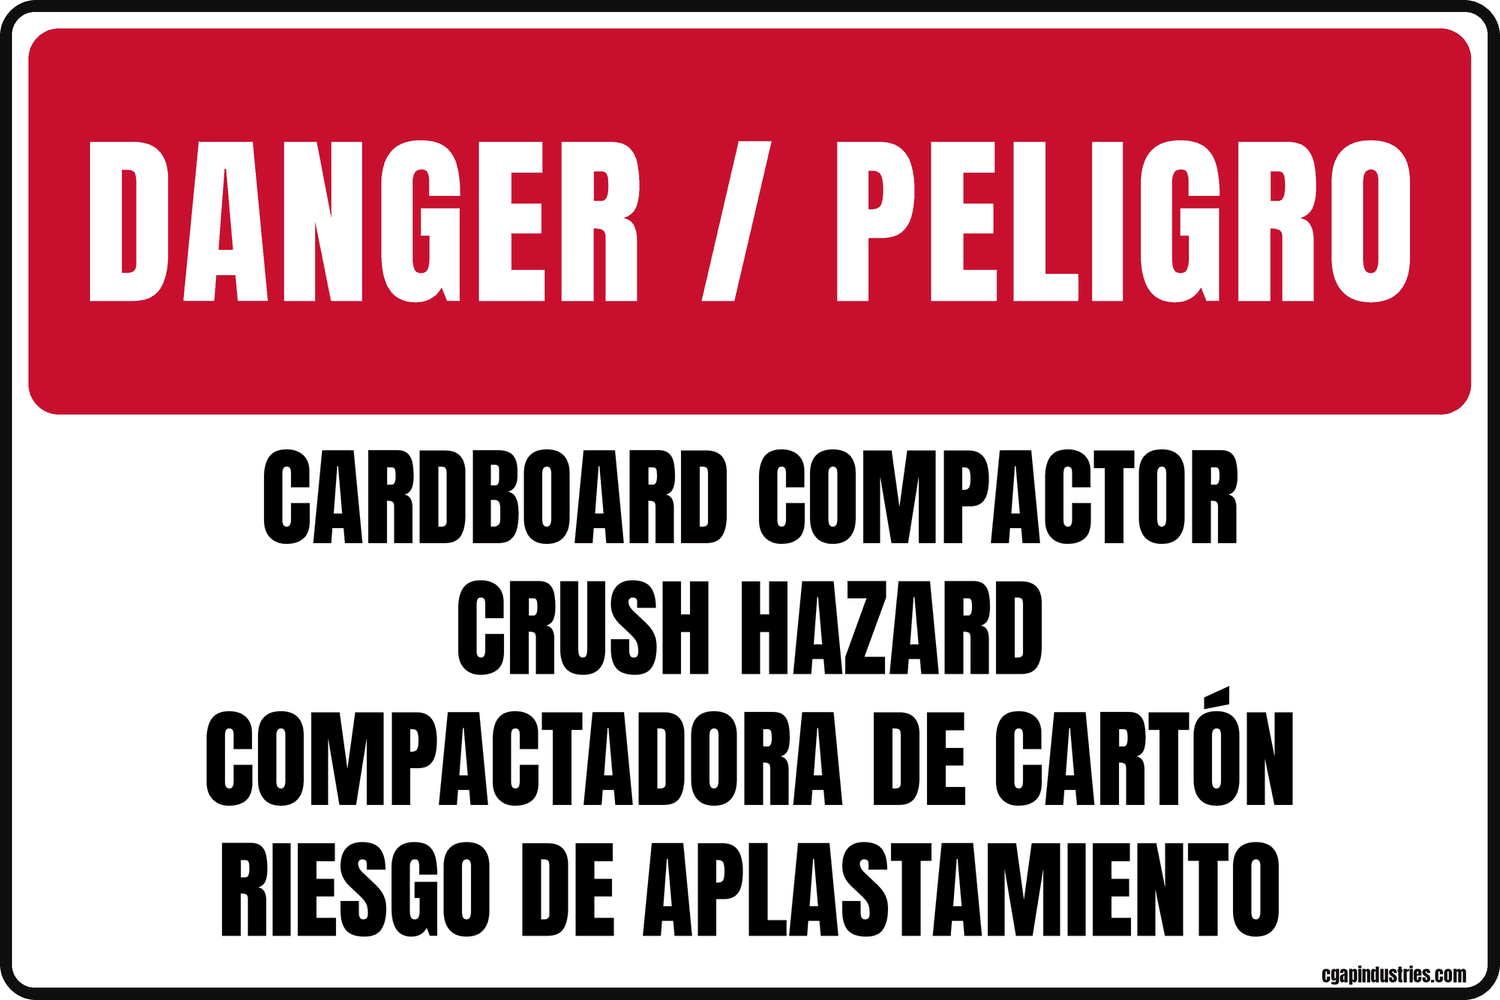 DANGER / PELIGRO
CARDBOARD COMPACTOR
CRUSH HAZARD
COMPACTADORA DE CARTÓN
RIESGO DE APLASTAMIENTO
cgapindustries.com